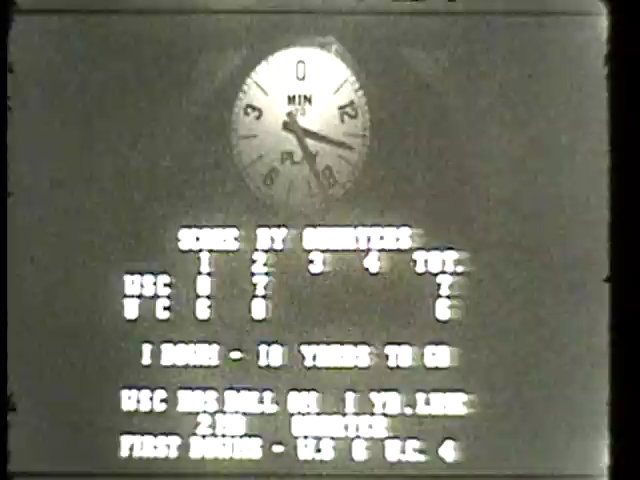 0
MIN
3 12
PLAY
6
SCORE BY QUARTERS
1 2 3 4 TOT.
USC 0 7 7
U C 6 0 6
1 DOWN - 10 YARDS TO GO
USC HAS BALL ON 1 YD. LINE
2ND QUARTER
FIRST DOWNS - U.S 6 U.C. 4